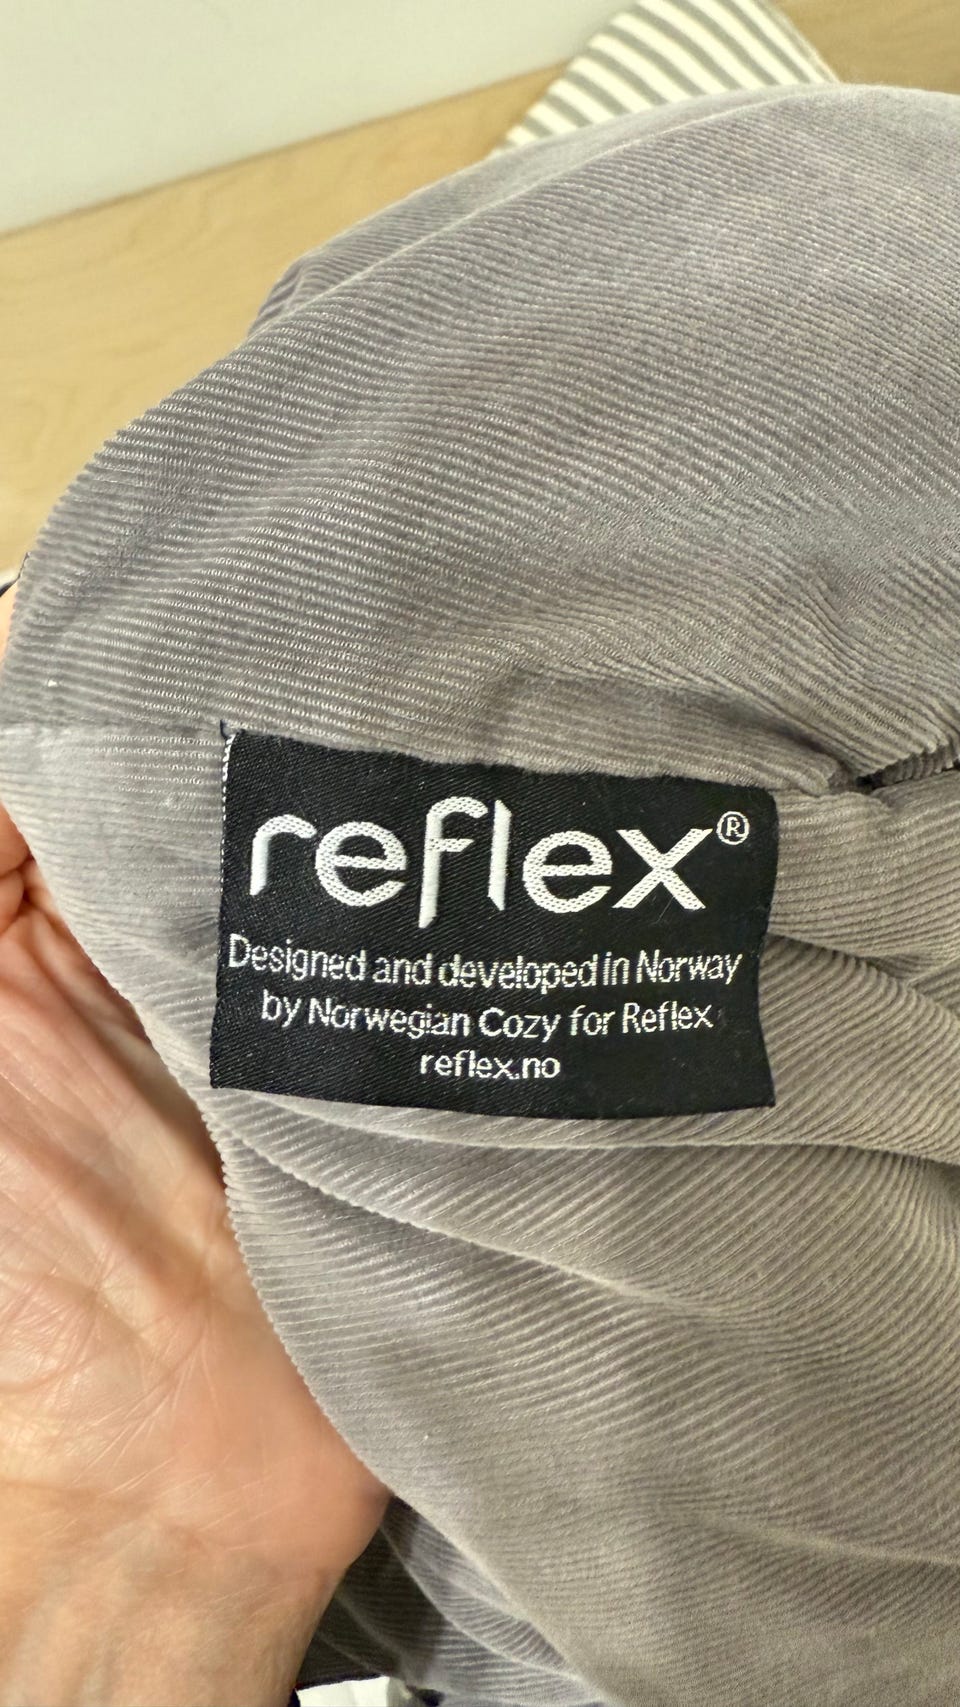 reflex®
Designed and developed in Norway
by Norwegian Cozy for Reflex
reflex.no